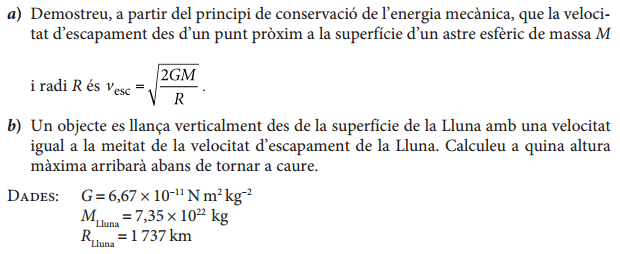 a) Demostreu, a partir del principi de conservació de l'energia mecànica, que la veloci-
tat d'escapament des d'un punt pròxim a la superfície d'un astre esfèric de massa M
i radi R és v_esc = √(2GM/R) .
b) Un objecte es llança verticalment des de la superfície de la Lluna amb una velocitat
igual a la meitat de la velocitat d'escapament de la Lluna. Calculeu a quina altura
màxima arribarà abans de tornar a caure.
DADES: G = 6,67 × 10⁻¹¹ N m² kg⁻²
M_Lluna = 7,35 × 10²² kg
R_Lluna = 1 737 km